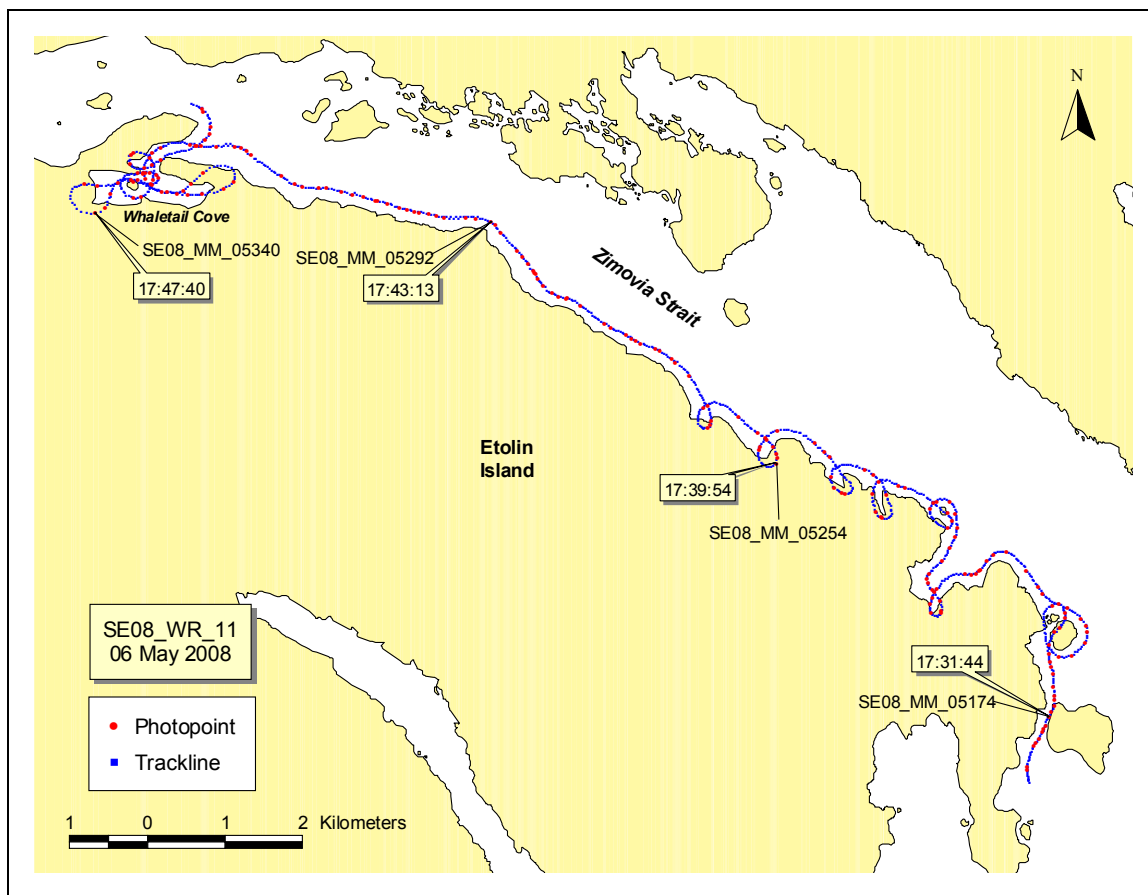 N
Whaletail Cove
SE08_MM_05340
17:47:40
SE08_MM_05292
17:43:13
Zimovia Strait
Etolin
Island
17:39:54
SE08_MM_05254
17:31:44
SE08_MM_05174
SE08_WR_11
06 May 2008
Photopoint
Trackline
1 0 1 2 Kilometers